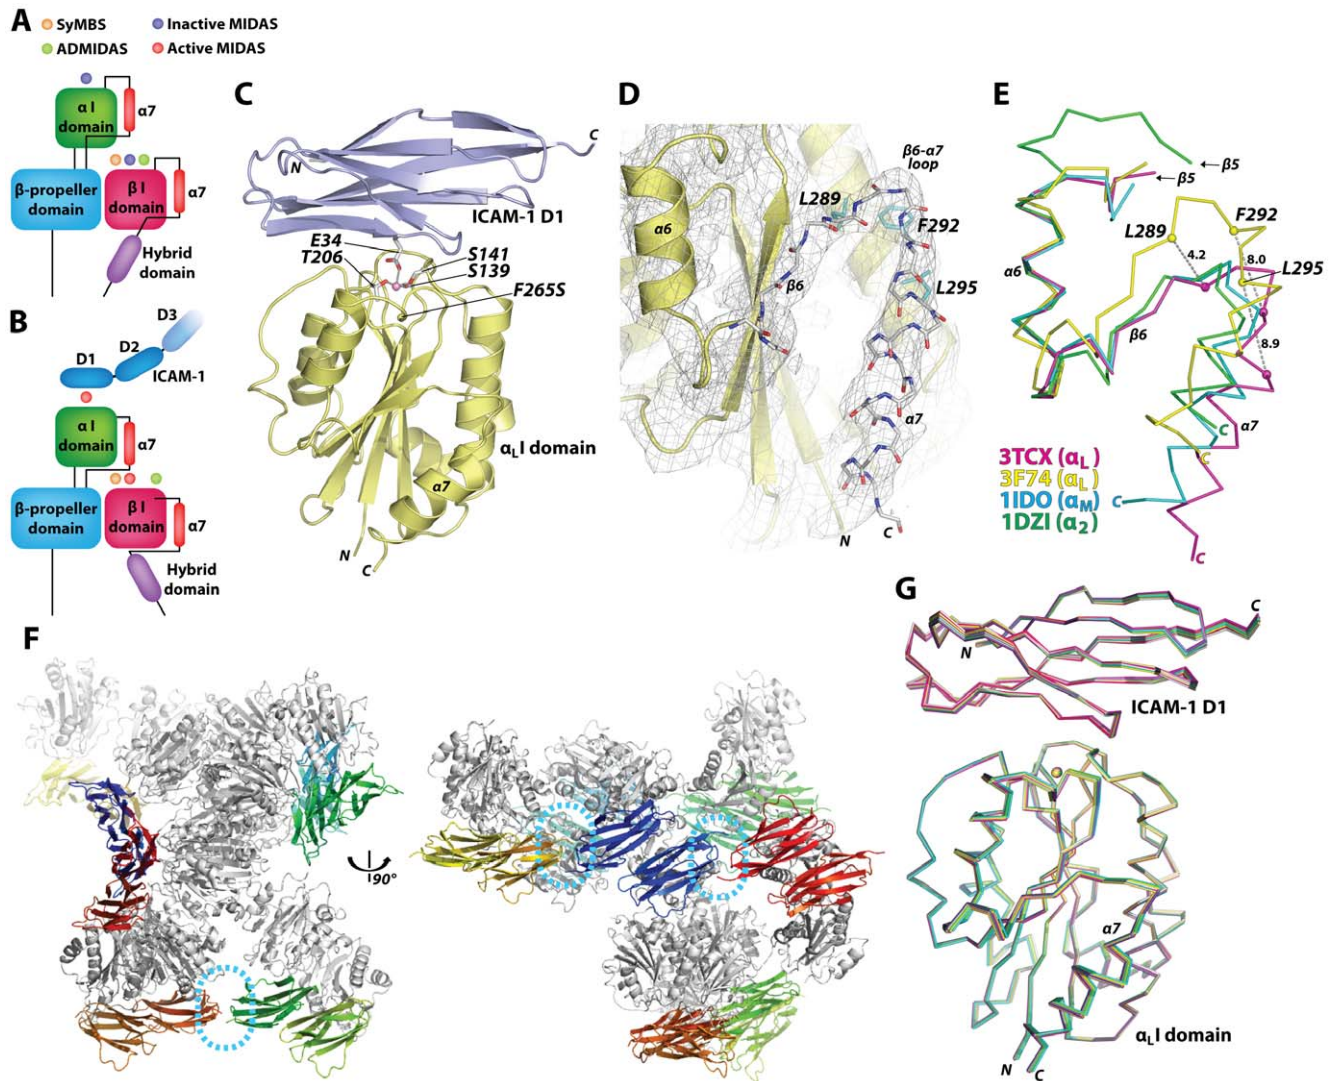 A
SyMBS
Inactive MIDAS
ADMIDAS
Active MIDAS
α I
domain
α7
β-propeller
domain
β I
domain
α7
Hybrid
domain
B
D3
D2
D1
ICAM-1
α I
domain
α7
β-propeller
domain
β I
domain
α7
Hybrid
domain
C
C
N
ICAM-1 D1
E34
T206
S141
S139
F265S
αLI domain
α7
N
C
D
β6-α7
loop
L289
F292
α6
β6
L295
α7
N
C
E
β5
β5
L289
F292
4.2
8.0
L295
α6
β6
8.9
α7
C
C
C
C
3TCX (αL)
3F74 (αL)
1IDO (αM)
1DZI (α2)
F
90°
G
C
N
ICAM-1 D1
α7
αLI domain
N
C